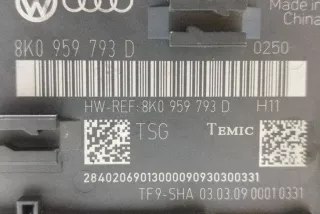 Made in
China
8K0 959 793 D 0250
HW-REF: 8K0 959 793 D H11
TSG TEMIC
28402069013000090930300331
TF9-SHA 03.03.09 00010331